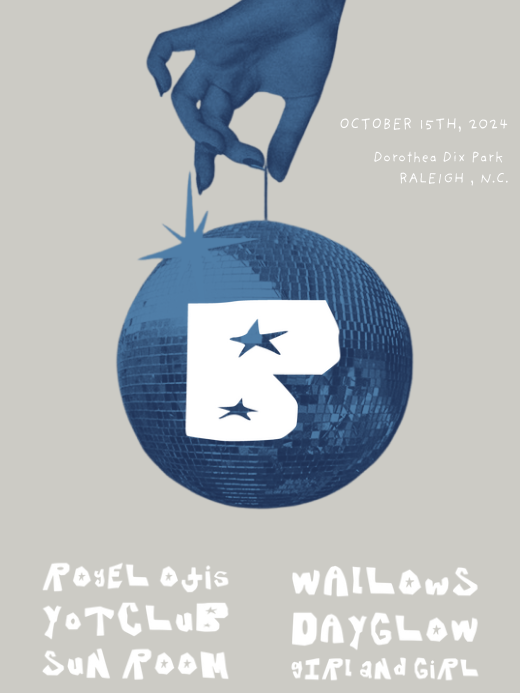 OCTOBER 15TH, 2024
Dorothea Dix Park
RALEIGH , N.C.
B
ROyEL OtiS
YoTCLuB
SuN ROOM
WAlLOwS
DAYGLOW
gIRl aNd GiRL